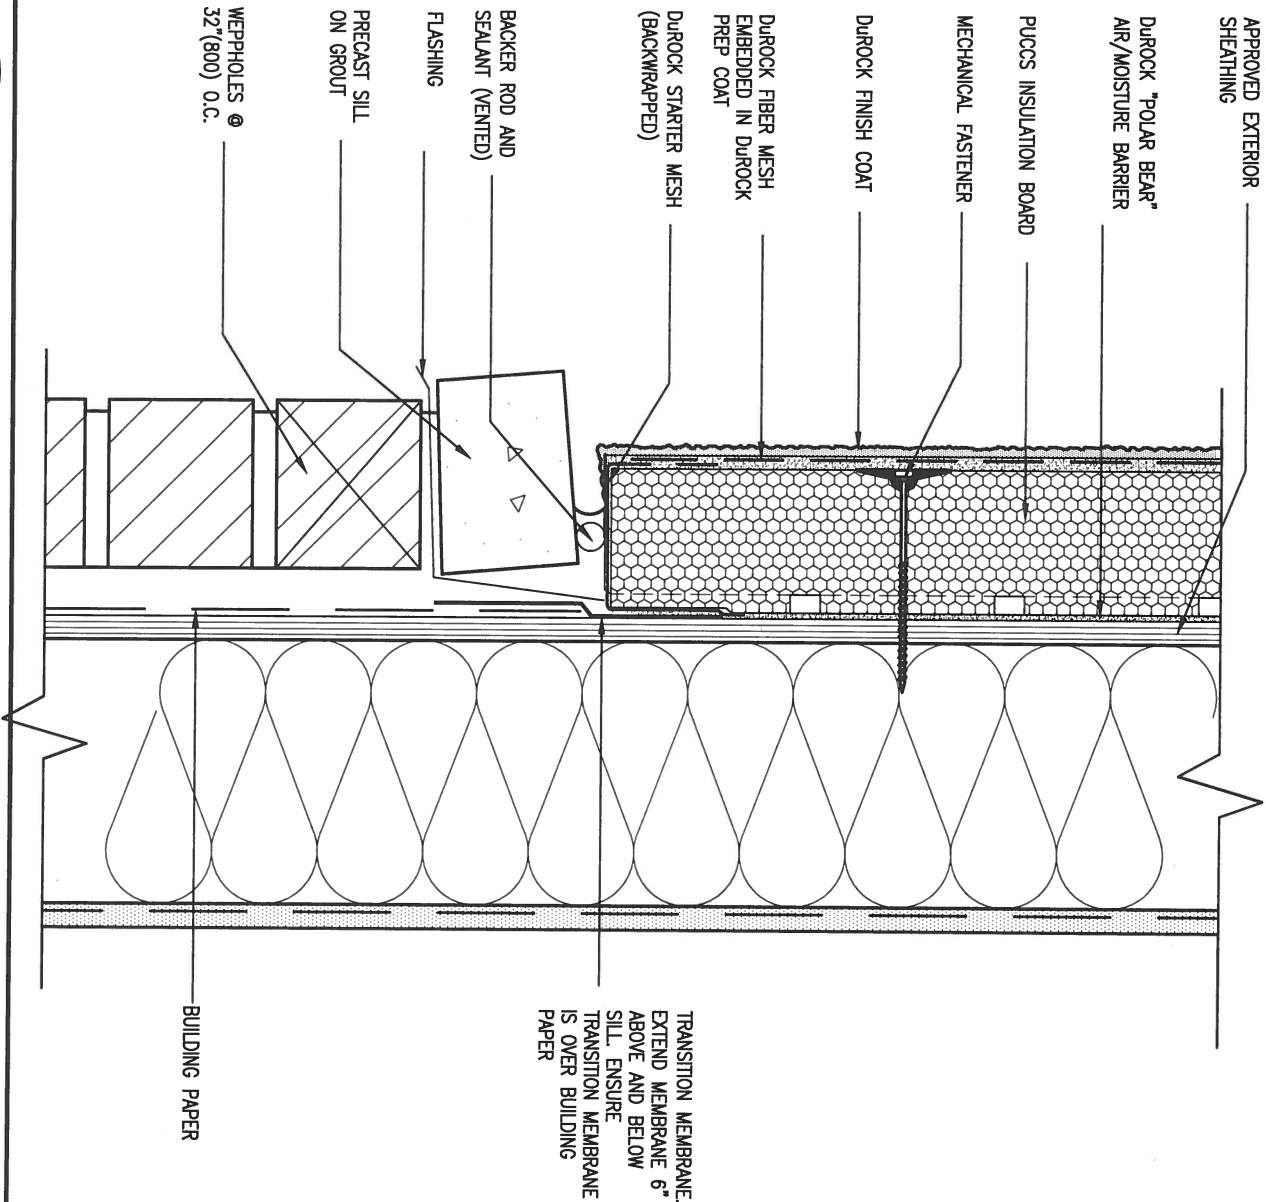 APPROVED EXTERIOR
SHEATHING
DuROCK "POLAR BEAR"
AIR/MOISTURE BARRIER
PUCCS INSULATION BOARD
MECHANICAL FASTENER
DuROCK FINISH COAT
DuROCK FIBER MESH
EMBEDDED IN DuROCK
PREP COAT
DuROCK STARTER MESH
(BACKWRAPPED)
BACKER ROD AND
SEALANT (VENTED)
FLASHING
PRECAST SILL
ON GROUT
WEPPHOLES @
32"(800) O.C.
TRANSITION MEMBRANE.
EXTEND MEMBRANE 6"
ABOVE AND BELOW
SILL. ENSURE
TRANSITION MEMBRANE
IS OVER BUILDING
PAPER
BUILDING PAPER